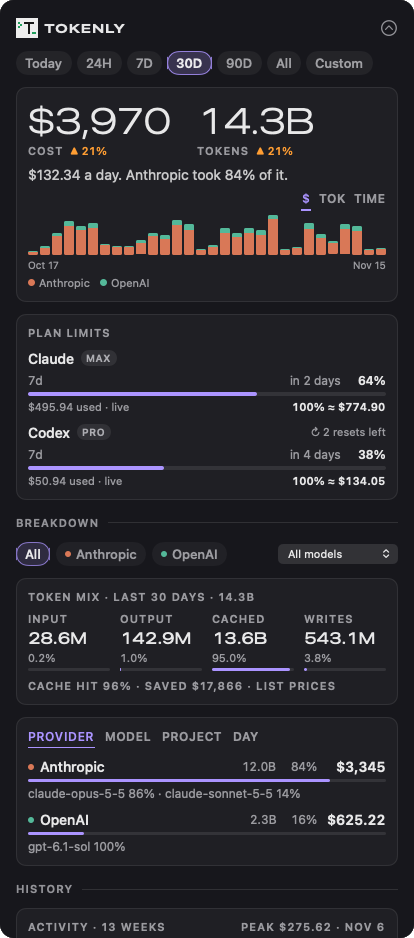 TOKENLY
Today 24H 7D 30D 90D All Custom
$3,970 14.3B
COST ▲ 21% TOKENS ▲ 21%
$132.34 a day. Anthropic took 84% of it.
$ TOK TIME
Oct 17 Nov 15
Anthropic OpenAI
PLAN LIMITS
Claude MAX
7d in 2 days 64%
$495.94 used · live 100% ≈ $774.90
Codex PRO ↻ 2 resets left
7d in 4 days 38%
$50.94 used · live 100% ≈ $134.05
BREAKDOWN
All Anthropic OpenAI All models
TOKEN MIX · LAST 30 DAYS · 14.3B
INPUT OUTPUT CACHED WRITES
28.6M 142.9M 13.6B 543.1M
0.2% 1.0% 95.0% 3.8%
CACHE HIT 96% · SAVED $17,866 · LIST PRICES
PROVIDER MODEL PROJECT DAY
Anthropic 12.0B 84% $3,345
claude-opus-5-5 86% · claude-sonnet-5-5 14%
OpenAI 2.3B 16% $625.22
gpt-6.1-sol 100%
HISTORY
ACTIVITY · 13 WEEKS PEAK $275.62 · NOV 6